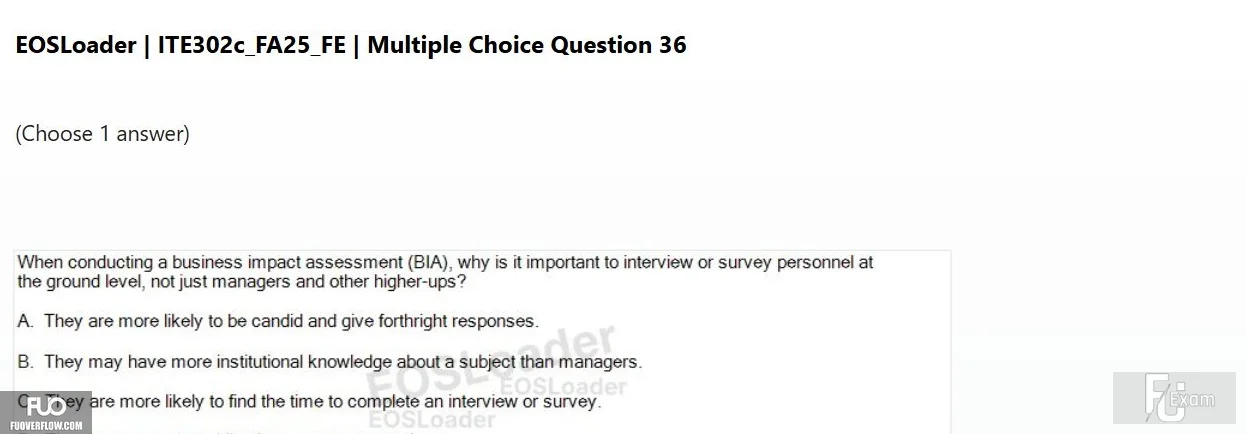 EOSLoader | ITE302c_FA25_FE | Multiple Choice Question 36
(Choose 1 answer)
When conducting a business impact assessment (BIA), why is it important to interview or survey personnel at
the ground level, not just managers and other higher-ups?
A. They are more likely to be candid and give forthright responses.
EOSLoader
B. They may have more institutional knowledge about a subject than managers.
EOSLoader
C. They are more likely to find the time to complete an interview or survey.
EOSLoader
FUO
FUOVERFLOW.COM
Exam